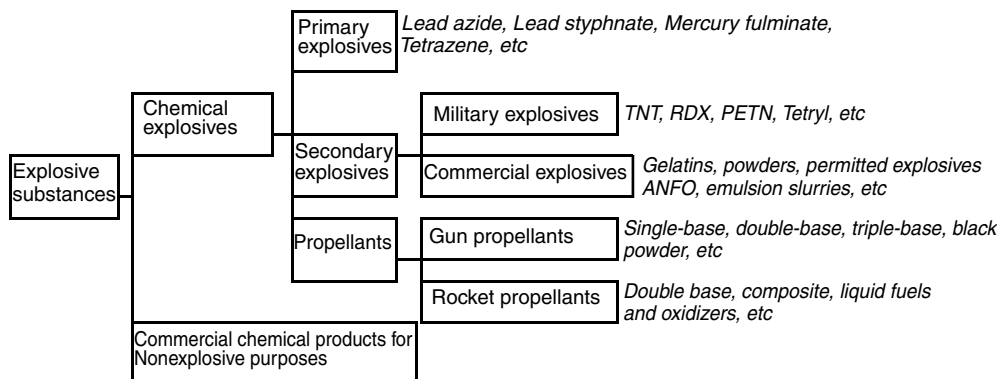 Primary
explosives
Lead azide, Lead styphnate, Mercury fulminate,
Tetrazene, etc
Chemical
explosives
Military explosives
TNT, RDX, PETN, Tetryl, etc
Secondary
explosives
Commercial explosives
Gelatins, powders, permitted explosives
ANFO, emulsion slurries, etc
Explosive
substances
Propellants
Gun propellants
Single-base, double-base, triple-base, black
powder, etc
Rocket propellants
Double base, composite, liquid fuels
and oxidizers, etc
Commercial chemical products for
Nonexplosive purposes